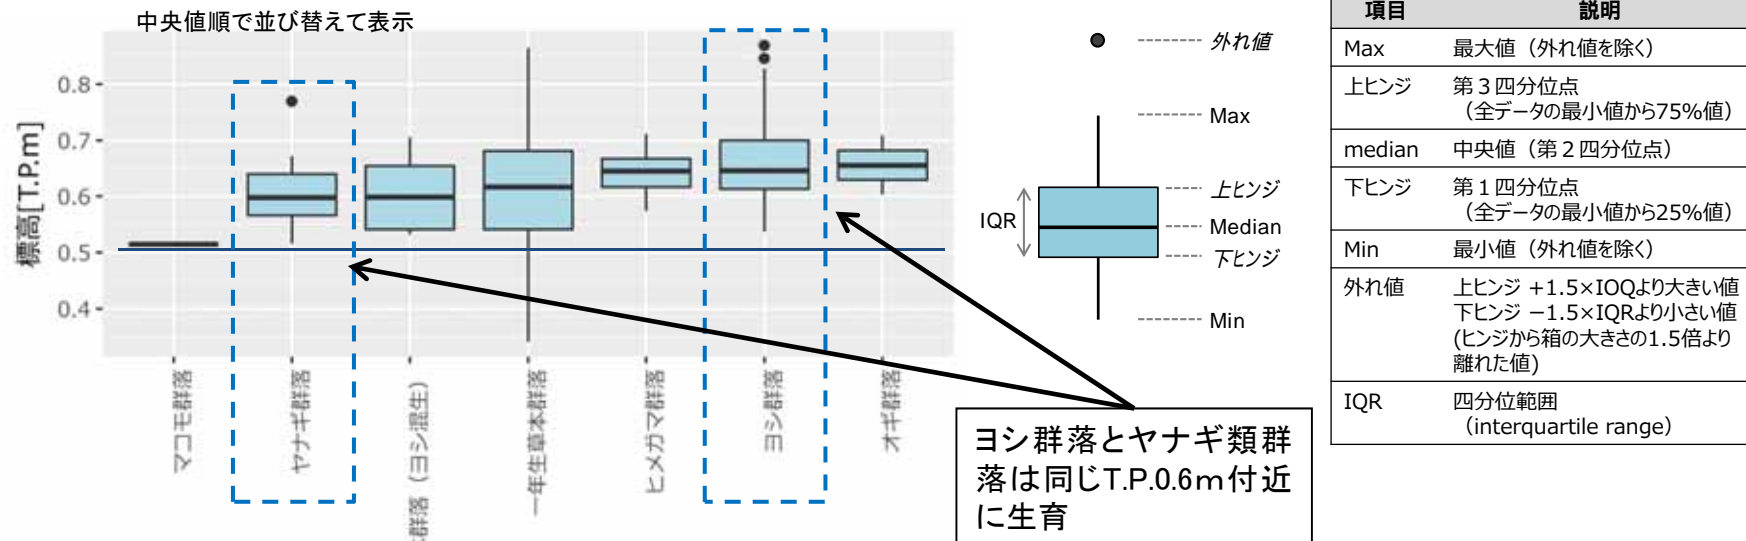 中央値順で並び替えて表示
標高[T.P.m]
0.8
0.7
0.6
0.5
0.4
マコモ群落
ヤナギ群落
群落（ヨシ混生）
一年生草本群落
ヒメガマ群落
ヨシ群落
オギ群落
ヨシ群落とヤナギ類群
落は同じT.P.0.6m付近
に生育
外れ値
Max
上ヒンジ
IQR
Median
下ヒンジ
Min
項目 説明
Max 最大値（外れ値を除く）
上ヒンジ 第３四分位点
（全データの最小値から75%値）
median 中央値（第２四分位点）
下ヒンジ 第１四分位点
（全データの最小値から25%値）
Min 最小値（外れ値を除く）
外れ値 上ヒンジ +1.5×IOQより大きい値
下ヒンジ －1.5×IQRより小さい値
(ヒンジから箱の大きさの1.5倍より
離れた値)
IQR 四分位範囲
（interquartile range）